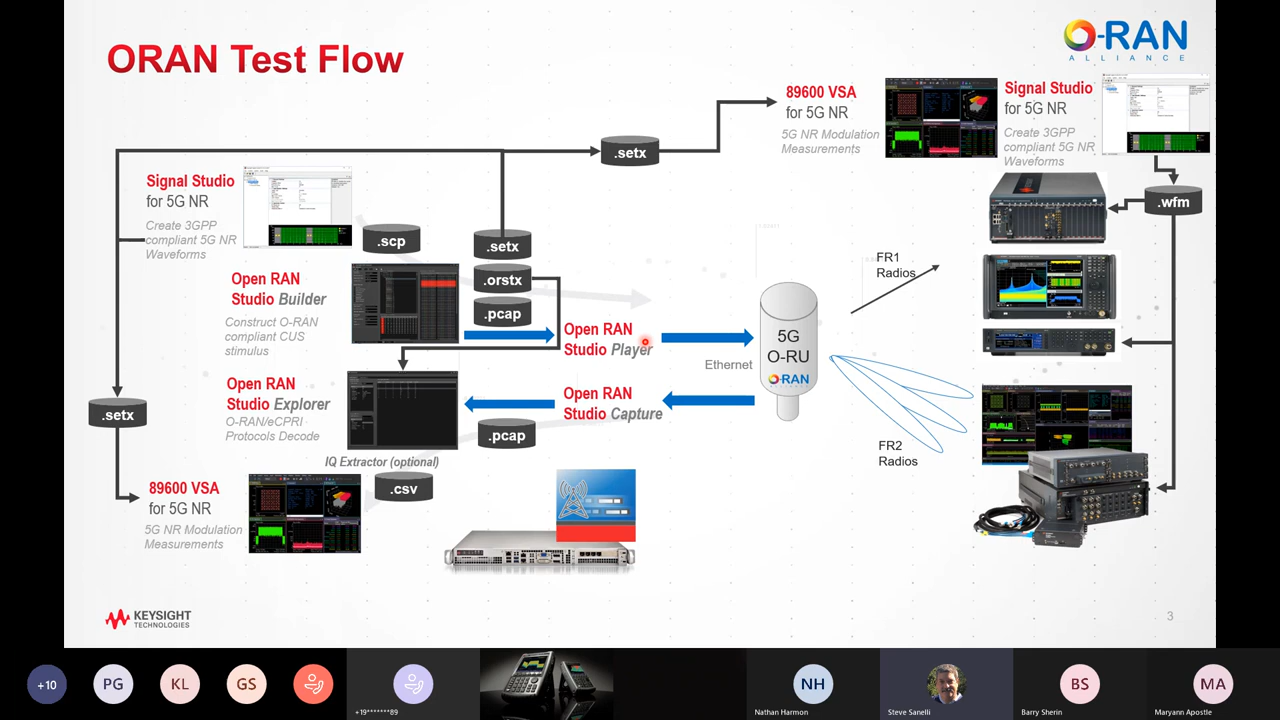 ORAN Test Flow
O-RAN
ALLIANCE
89600 VSA
for 5G NR
5G NR Modulation
Measurements
Signal Studio
for 5G NR
Create 3GPP
compliant 5G NR
Waveforms
.setx
.wfm
Signal Studio
for 5G NR
Create 3GPP
compliant 5G NR
Waveforms
.scp
.setx
.orstx
.pcap
Open RAN
Studio Builder
Construct O-RAN
compliant CUS
stimulus
Open RAN
Studio Player
Ethernet
5G
O-RU
O-RAN
FR1
Radios
FR2
Radios
Open RAN
Studio Explorer
O-RAN/eCPRI
Protocols Decode
Open RAN
Studio Capture
.pcap
.setx
IQ Extractor (optional)
.csv
89600 VSA
for 5G NR
5G NR Modulation
Measurements
KEYSIGHT
TECHNOLOGIES
3
+10
PG
KL
GS
+19*******89
NH
Nathan Harmon
Steve Sanelli
BS
Barry Sherin
MA
Maryann Apostle